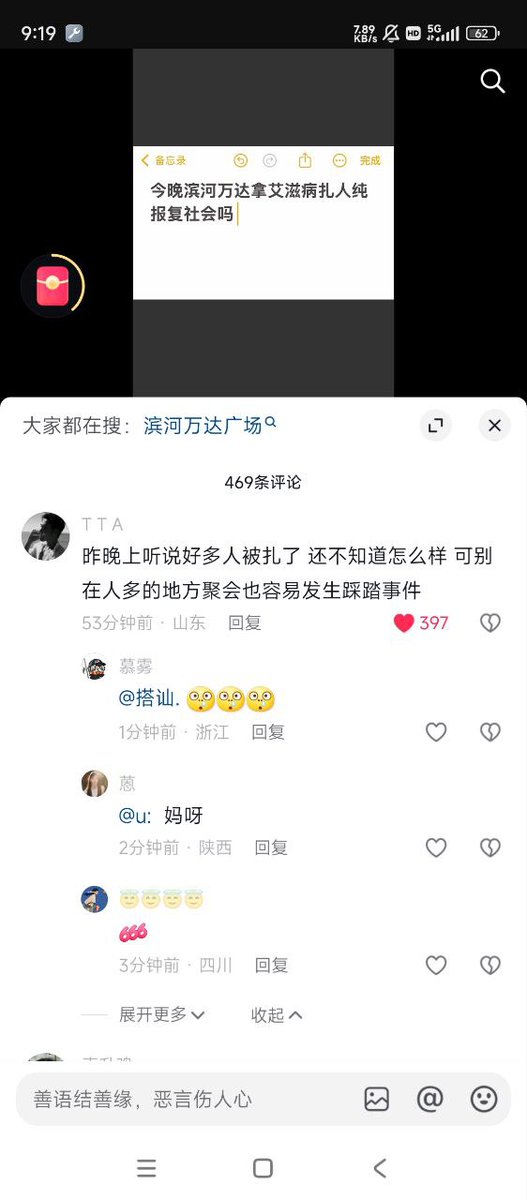 9:19
7.89
KB/s
HD
5G
62
备忘录
完成
今晚滨河万达拿艾滋病扎人纯
报复社会吗
大家都在搜：滨河万达广场
469条评论
T T A
昨晚上听说好多人被扎了 还不知道怎么样 可别
在人多的地方聚会也容易发生踩踏事件
53分钟前 · 山东 回复
397
慕雾
@搭讪.
1分钟前 · 浙江 回复
蒽
@u: 妈呀
2分钟前 · 陕西 回复
666
3分钟前 · 四川 回复
展开更多
收起
善语结善缘，恶言伤人心